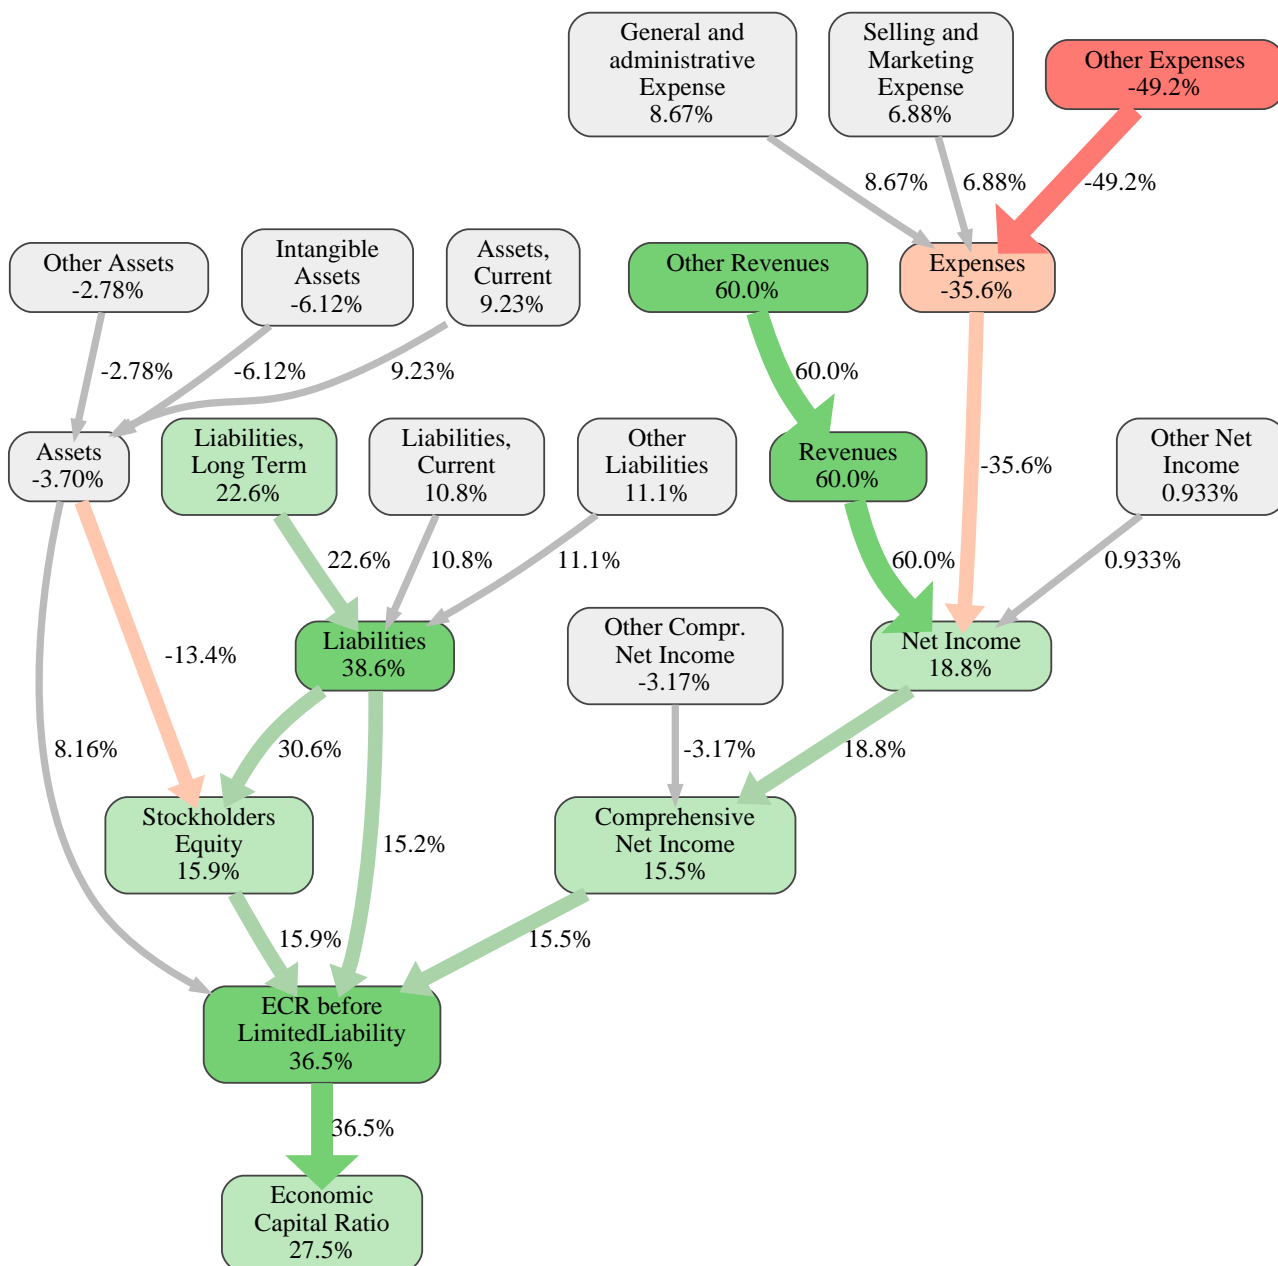 General and
administrative
Expense
8.67%
Selling and
Marketing
Expense
6.88%
Other Expenses
-49.2%
8.67%
6.88%
-49.2%
Other Assets
-2.78%
Intangible
Assets
-6.12%
Assets,
Current
9.23%
Other Revenues
60.0%
Expenses
-35.6%
-2.78%
-6.12%
9.23%
60.0%
-35.6%
Assets
-3.70%
Liabilities,
Long Term
22.6%
Liabilities,
Current
10.8%
Other
Liabilities
11.1%
Revenues
60.0%
Other Net
Income
0.933%
22.6%
10.8%
11.1%
60.0%
0.933%
-13.4%
Liabilities
38.6%
Other Compr.
Net Income
-3.17%
Net Income
18.8%
8.16%
30.6%
15.2%
-3.17%
18.8%
Stockholders
Equity
15.9%
Comprehensive
Net Income
15.5%
15.9%
15.5%
ECR before
LimitedLiability
36.5%
36.5%
Economic
Capital Ratio
27.5%